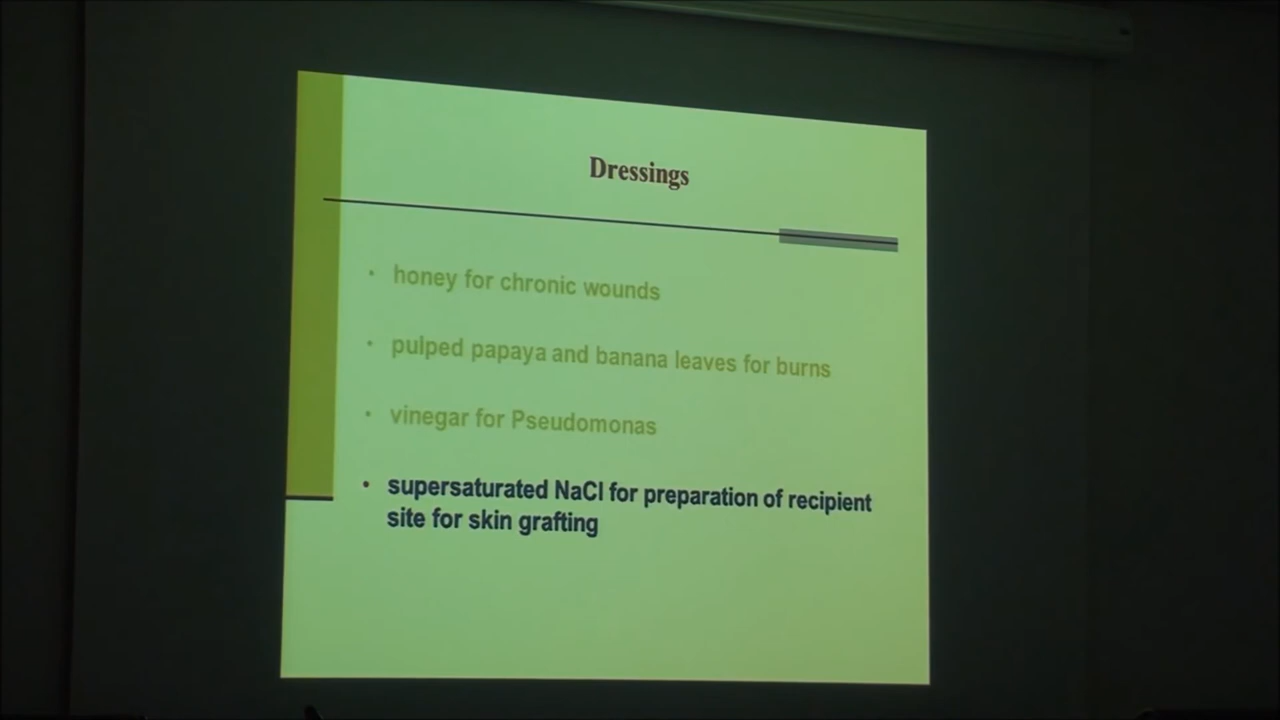 Dressings
• honey for chronic wounds
• pulped papaya and banana leaves for burns
• vinegar for Pseudomonas
• supersaturated NaCl for preparation of recipient
site for skin grafting